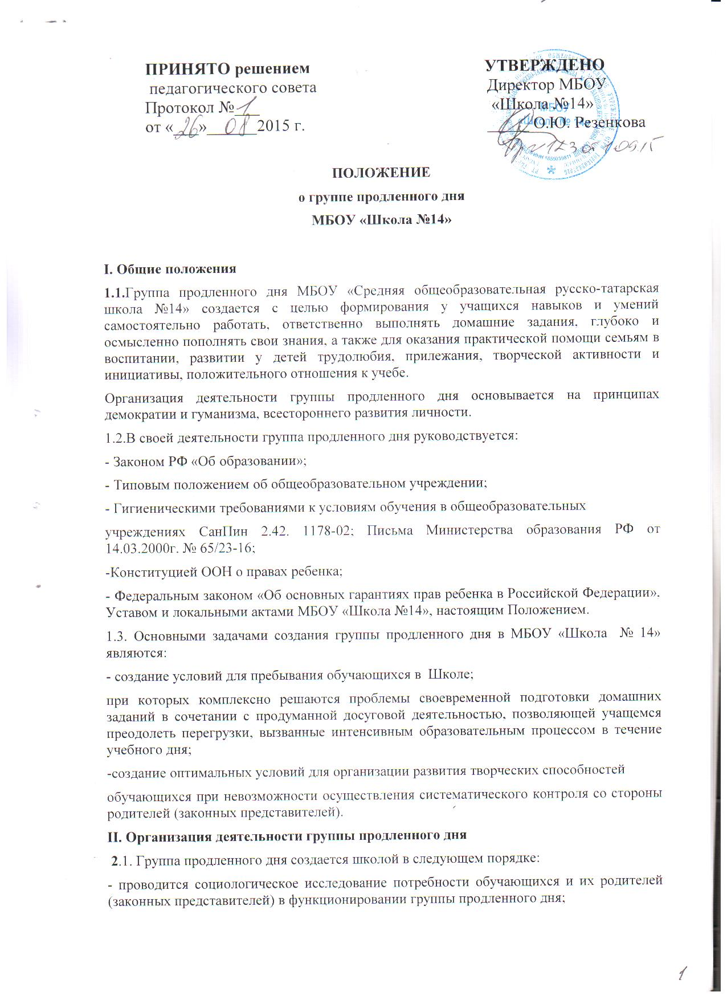 ПРИНЯТО решением
педагогического совета
Протокол № 1
от «26» 08 2015 г.
УТВЕРЖДЕНО
Директор МБОУ
«Школа №14»
О.Ю. Резенкова
МБОУ
«Школа № 14»
ИНН 1655039811
ПОЛОЖЕНИЕ
о группе продленного дня
МБОУ «Школа №14»
I. Общие положения
1.1.Группа продленного дня МБОУ «Средняя общеобразовательная русско-татарская
школа №14» создается с целью формирования у учащихся навыков и умений
самостоятельно работать, ответственно выполнять домашние задания, глубоко и
осмысленно пополнять свои знания, а также для оказания практической помощи семьям в
воспитании, развитии у детей трудолюбия, прилежания, творческой активности и
инициативы, положительного отношения к учебе.
Организация деятельности группы продленного дня основывается на принципах
демократии и гуманизма, всестороннего развития личности.
1.2.В своей деятельности группа продленного дня руководствуется:
- Законом РФ «Об образовании»;
- Типовым положением об общеобразовательном учреждении;
- Гигиеническими требованиями к условиям обучения в общеобразовательных
учреждениях СанПин 2.42. 1178-02; Письма Министерства образования РФ от
14.03.2000г. № 65/23-16;
-Конституцией ООН о правах ребенка;
- Федеральным законом «Об основных гарантиях прав ребенка в Российской Федерации»,
Уставом и локальными актами МБОУ «Школа №14», настоящим Положением.
1.3. Основными задачами создания группы продленного дня в МБОУ «Школа № 14»
являются:
- создание условий для пребывания обучающихся в Школе;
при которых комплексно решаются проблемы своевременной подготовки домашних
заданий в сочетании с продуманной досуговой деятельностью, позволяющей учащемся
преодолеть перегрузки, вызванные интенсивным образовательным процессом в течение
учебного дня;
-создание оптимальных условий для организации развития творческих способностей
обучающихся при невозможности осуществления систематического контроля со стороны
родителей (законных представителей).
II. Организация деятельности группы продленного дня
2.1. Группа продленного дня создается школой в следующем порядке:
- проводится социологическое исследование потребности обучающихся и их родителей
(законных представителей) в функционировании группы продленного дня;
1